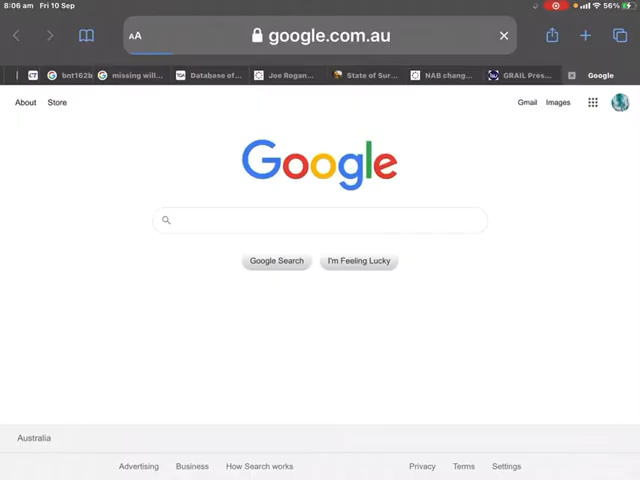 8:06 am Fri 10 Sep 56%
AA google.com.au
CT bnt162b missing will... TGA Database of... Joe Rogan... State of Sur... NAB chang... GRAIL Pres... Google
About Store Gmail Images
Google
Google Search I'm Feeling Lucky
Australia
Advertising Business How Search works Privacy Terms Settings